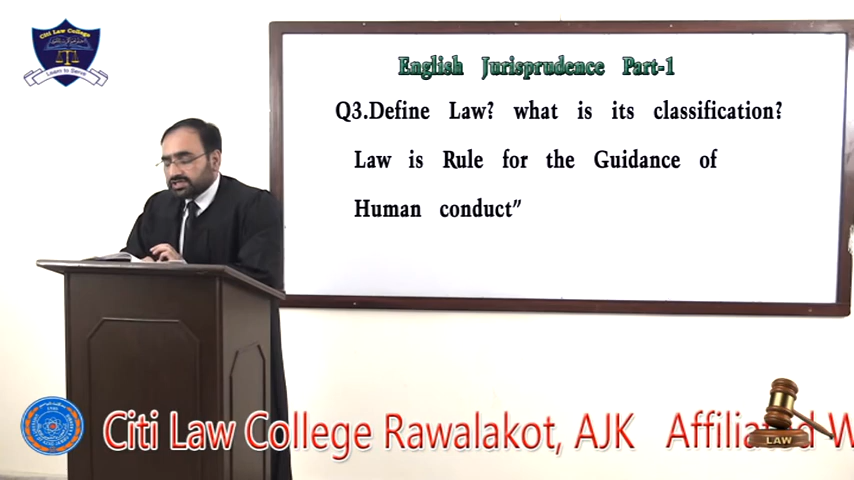 Citi Law College
Learn to Serve
English Jurisprudence Part-1
Q3.Define Law? what is its classification?
Law is Rule for the Guidance of
Human conduct”
Citi Law College Rawalakot, AJK Affiliated W
LAW